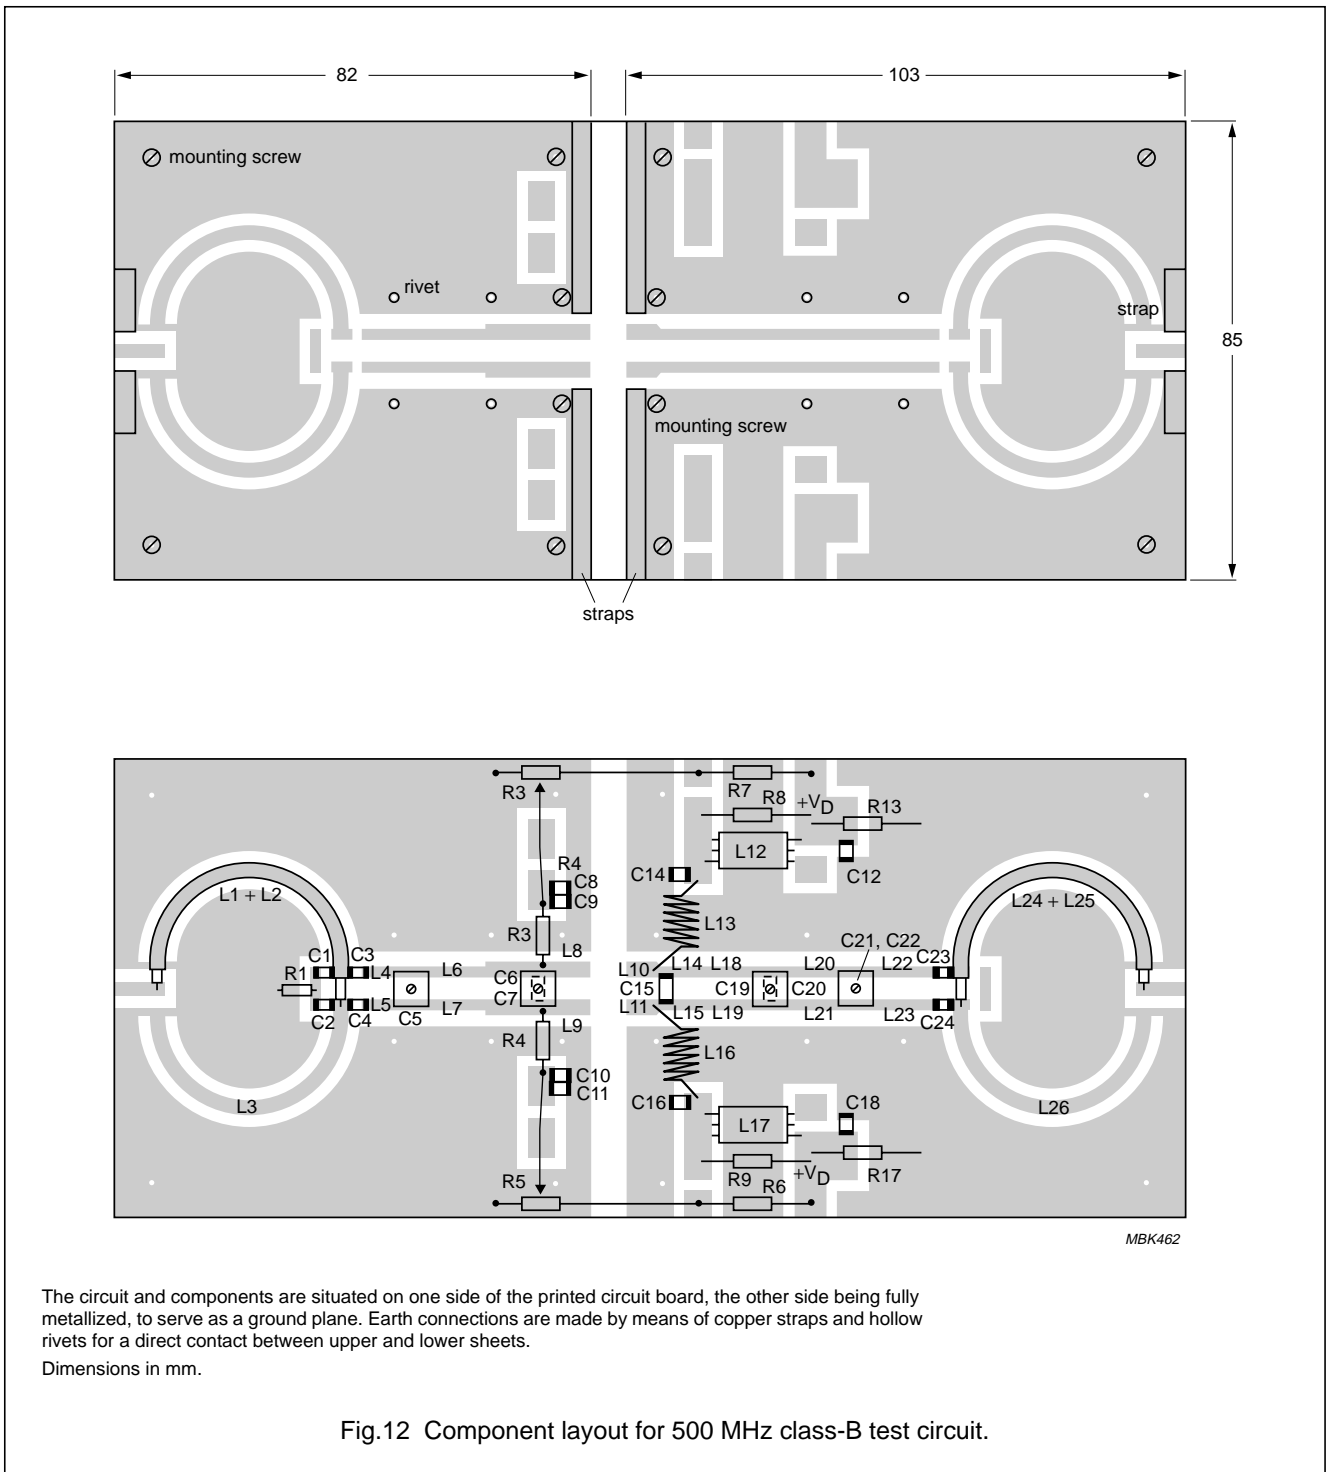 82
103
mounting screw
rivet
strap
85
mounting screw
straps
R3
R7
R8
+VD
R13
L12
C14
C12
R4
C8
C9
L1 + L2
L13
L24 + L25
R3
L8
C21, C22
C1
C3
L4
L6
L10
L14
L18
L20
L22
C23
R1
C6
C15
C19
C20
C7
L5
L7
L11
L15
L19
L21
L23
C2
C4
C5
C24
L9
R4
L16
C10
C11
L3
C16
C18
L26
L17
R5
R9
R6
+VD
R17
MBK462
The circuit and components are situated on one side of the printed circuit board, the other side being fully
metallized, to serve as a ground plane. Earth connections are made by means of copper straps and hollow
rivets for a direct contact between upper and lower sheets.
Dimensions in mm.
Fig.12 Component layout for 500 MHz class-B test circuit.